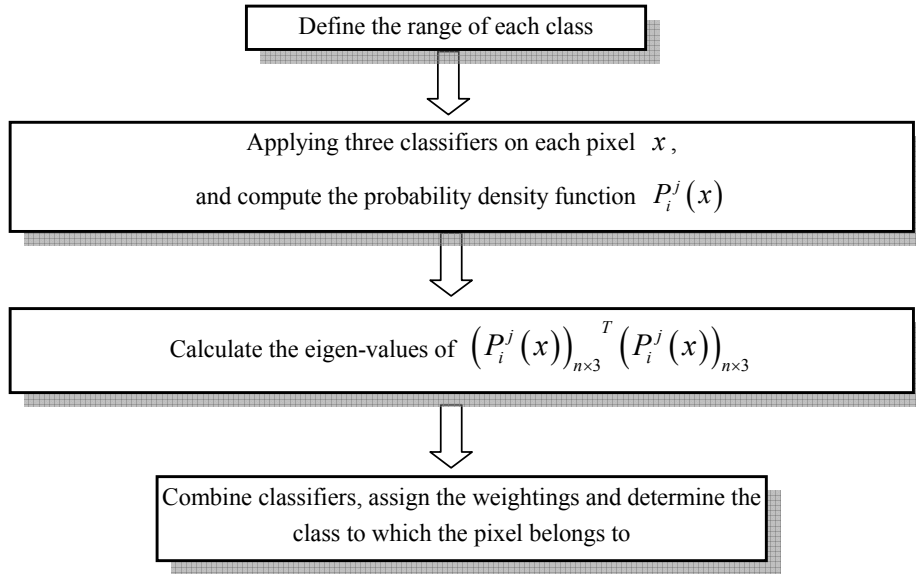 Define the range of each class
Applying three classifiers on each pixel x ,
and compute the probability density function P_i^j(x)
Calculate the eigen-values of (P_i^j(x))_{n×3}^T (P_i^j(x))_{n×3}
Combine classifiers, assign the weightings and determine the
class to which the pixel belongs to